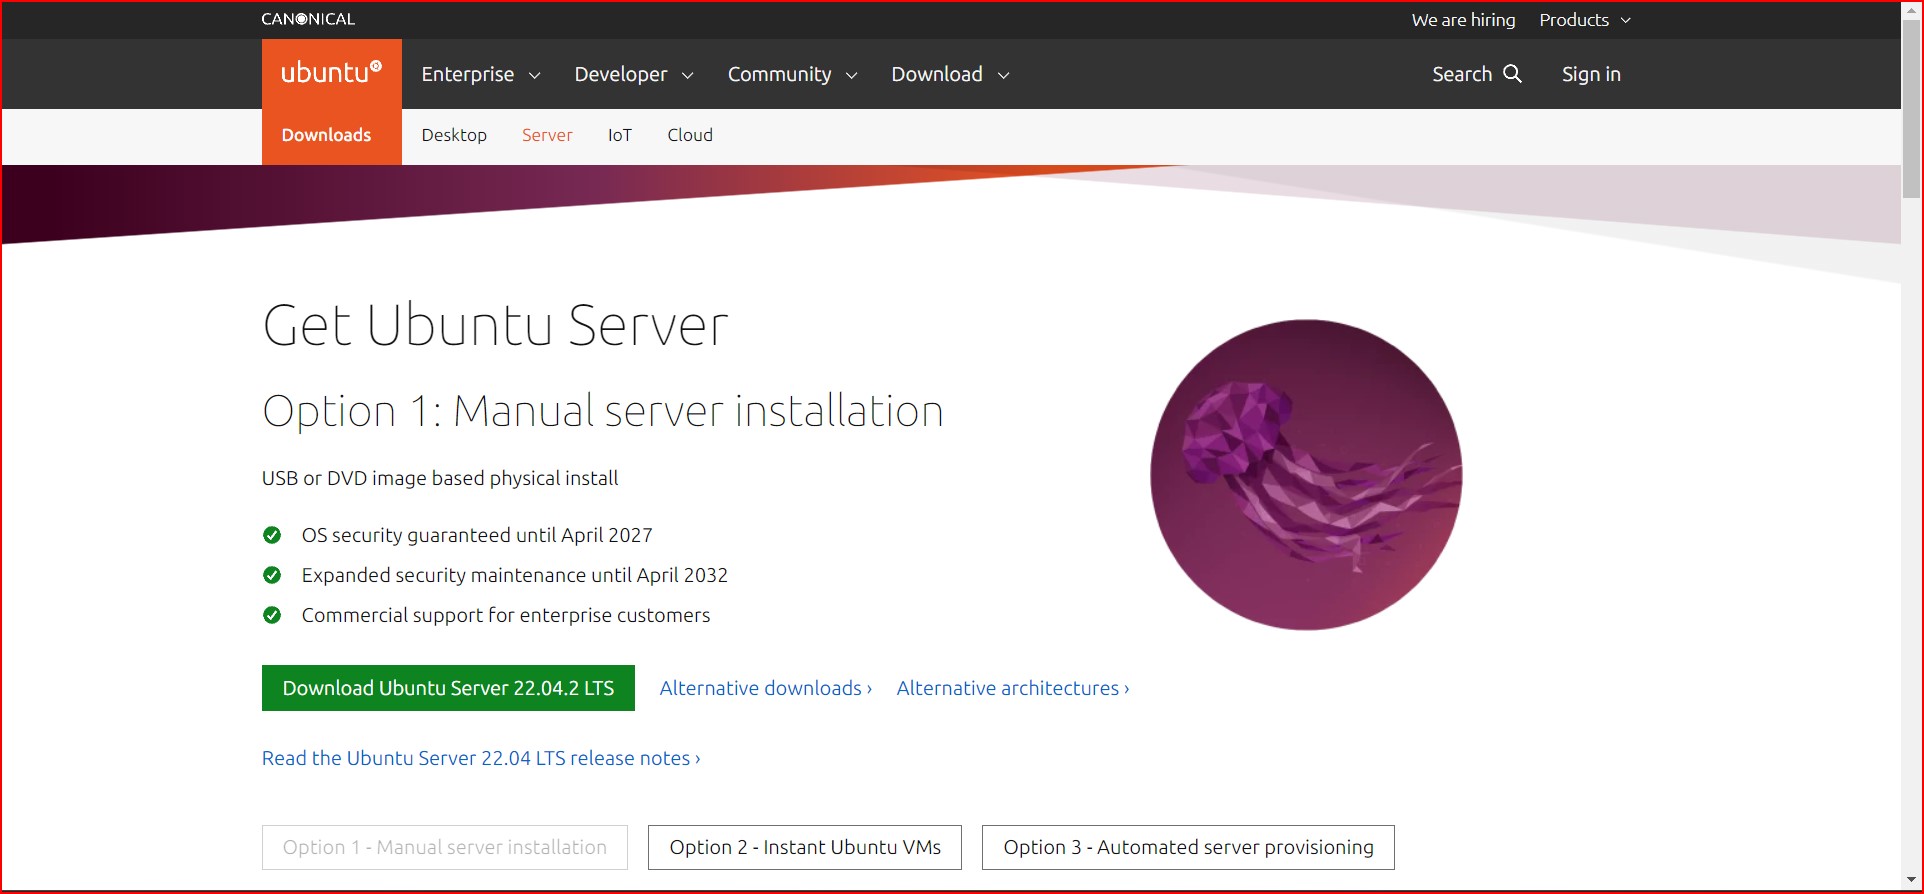 CANONICAL
We are hiring Products
ubuntu Enterprise Developer Community Download Search Sign in
Downloads Desktop Server IoT Cloud
Get Ubuntu Server
Option 1: Manual server installation
USB or DVD image based physical install
OS security guaranteed until April 2027
Expanded security maintenance until April 2032
Commercial support for enterprise customers
Download Ubuntu Server 22.04.2 LTS Alternative downloads › Alternative architectures ›
Read the Ubuntu Server 22.04 LTS release notes ›
Option 1 - Manual server installation Option 2 - Instant Ubuntu VMs Option 3 - Automated server provisioning